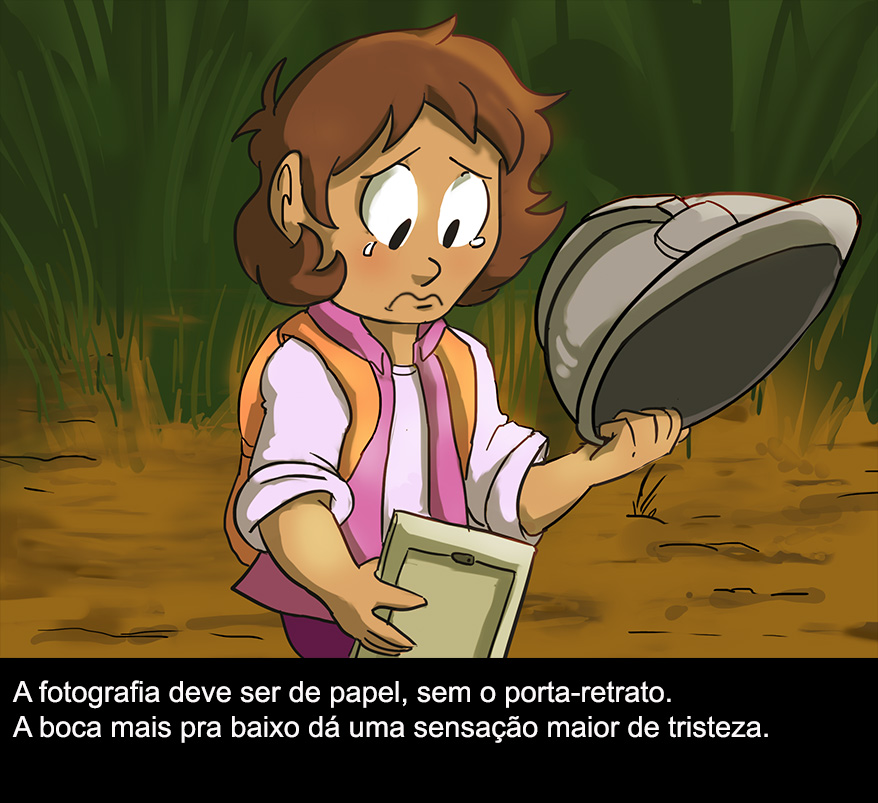 A fotografia deve ser de papel, sem o porta-retrato.
A boca mais pra baixo dá uma sensação maior de tristeza.